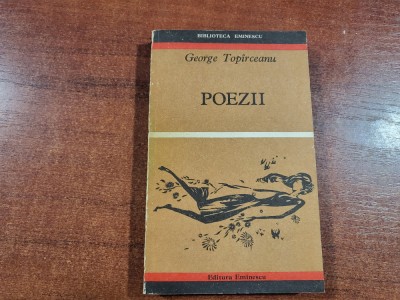 BIBLIOTECA EMINESCU
George Topîrceanu
POEZII
Editura Eminescu